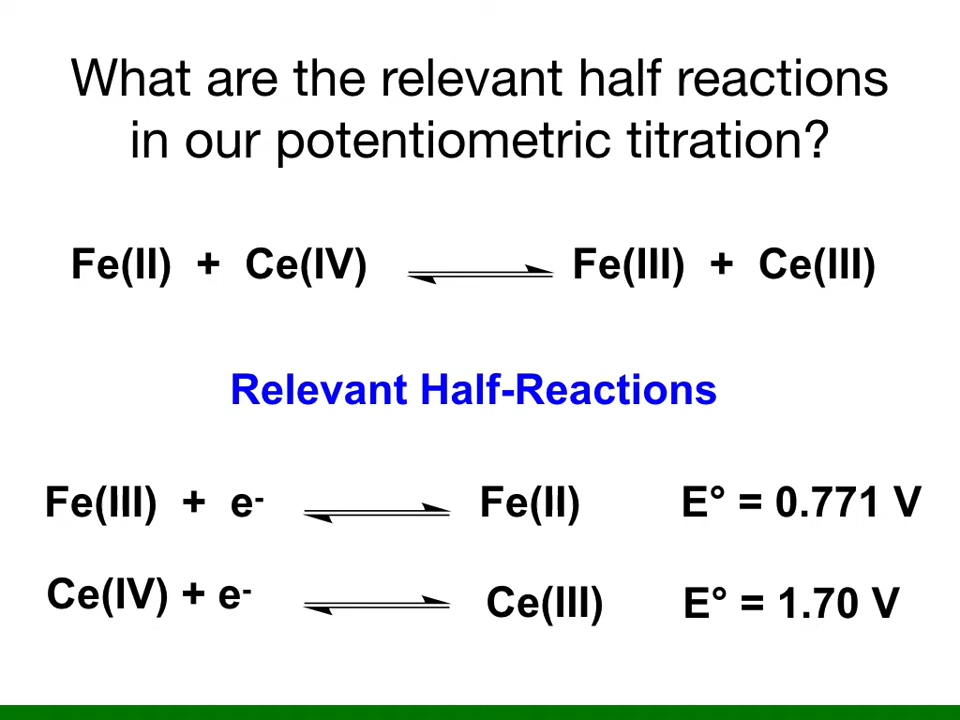 What are the relevant half reactions
in our potentiometric titration?
Fe(II) + Ce(IV) ⇌ Fe(III) + Ce(III)
Relevant Half-Reactions
Fe(III) + e- ⇌ Fe(II) E° = 0.771 V
Ce(IV) + e- ⇌ Ce(III) E° = 1.70 V